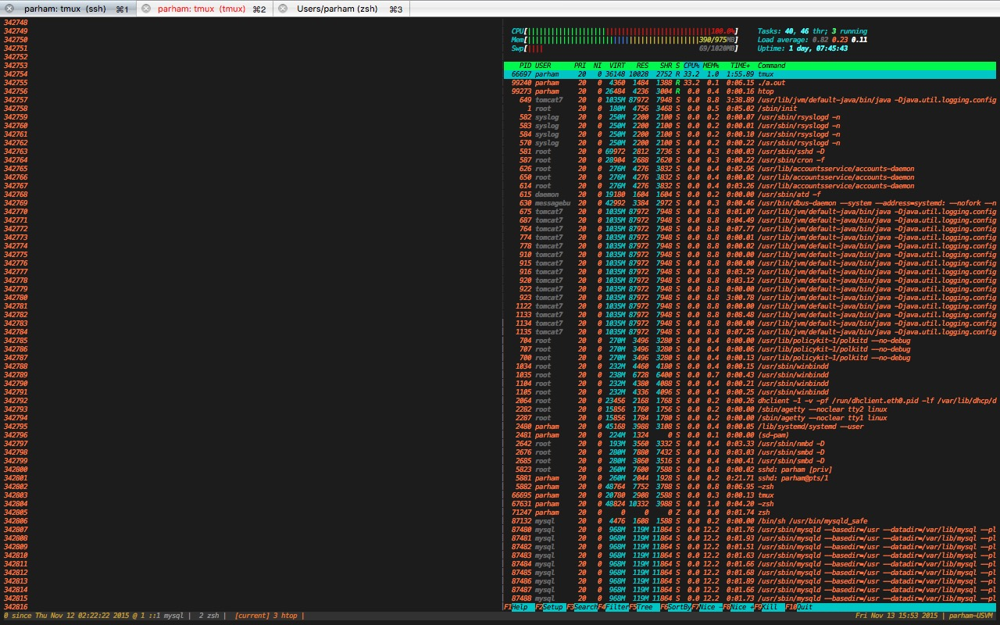 parham: tmux (ssh) ⌘1
parham: tmux (tmux) ⌘2
Users/parham (zsh) ⌘3
342748
342749
342750
342751
342752
342753
342754
342755
342756
342757
342758
342759
342760
342761
342762
342763
342764
342765
342766
342767
342768
342769
342770
342771
342772
342773
342774
342775
342776
342777
342778
342779
342780
342781
342782
342783
342784
342785
342786
342787
342788
342789
342790
342791
342792
342793
342794
342795
342796
342797
342798
342799
342800
342801
342802
342803
342804
342805
342806
342807
342808
342809
342810
342811
342812
342813
342814
342815
342816
CPU[100.0%] Tasks: 40, 46 thr; 3 running
Mem[390/975MB] Load average: 0.82 0.23 0.11
Swp[69/1020MB] Uptime: 1 day, 07:45:43
PID USER PRI NI VIRT RES SHR S CPU% MEM% TIME+ Command
66697 parham 20 0 36148 10028 2752 R 33.2 1.0 1:55.89 tmux
99240 parham 20 0 4360 1484 1388 R 33.2 0.1 0:06.15 ./a.out
99273 parham 20 0 26484 4236 3004 R 0.0 0.4 0:00.16 htop
649 tomcat7 20 0 1035M 87972 7948 S 0.0 8.8 3:38.89 /usr/lib/jvm/default-java/bin/java -Djava.util.logging.config
1 root 20 0 180M 4756 3468 S 0.0 0.5 0:05.02 /sbin/init
582 syslog 20 0 250M 2200 2100 S 0.0 0.2 0:00.07 /usr/sbin/rsyslogd -n
583 syslog 20 0 250M 2200 2100 S 0.0 0.2 0:00.01 /usr/sbin/rsyslogd -n
584 syslog 20 0 250M 2200 2100 S 0.0 0.2 0:00.10 /usr/sbin/rsyslogd -n
570 syslog 20 0 250M 2200 2100 S 0.0 0.2 0:00.22 /usr/sbin/rsyslogd -n
581 root 20 0 69972 2812 2736 S 0.0 0.3 0:00.03 /usr/sbin/sshd -D
587 root 20 0 28904 2688 2620 S 0.0 0.3 0:00.22 /usr/sbin/cron -f
626 root 20 0 276M 4276 3832 S 0.0 0.4 0:02.96 /usr/lib/accountsservice/accounts-daemon
650 root 20 0 276M 4276 3832 S 0.0 0.4 0:00.02 /usr/lib/accountsservice/accounts-daemon
614 root 20 0 276M 4276 3832 S 0.0 0.4 0:03.26 /usr/lib/accountsservice/accounts-daemon
615 daemon 20 0 19180 1604 1604 S 0.0 0.2 0:00.00 /usr/sbin/atd -f
630 messagebu 20 0 42992 3384 2972 S 0.0 0.3 0:00.46 /usr/bin/dbus-daemon --system --address=systemd: --nofork --n
675 tomcat7 20 0 1035M 87972 7948 S 0.0 8.8 0:01.07 /usr/lib/jvm/default-java/bin/java -Djava.util.logging.config
687 tomcat7 20 0 1035M 87972 7948 S 0.0 8.8 0:04.49 /usr/lib/jvm/default-java/bin/java -Djava.util.logging.config
764 tomcat7 20 0 1035M 87972 7948 S 0.0 8.8 0:07.77 /usr/lib/jvm/default-java/bin/java -Djava.util.logging.config
774 tomcat7 20 0 1035M 87972 7948 S 0.0 8.8 0:00.01 /usr/lib/jvm/default-java/bin/java -Djava.util.logging.config
778 tomcat7 20 0 1035M 87972 7948 S 0.0 8.8 0:00.02 /usr/lib/jvm/default-java/bin/java -Djava.util.logging.config
910 tomcat7 20 0 1035M 87972 7948 S 0.0 8.8 0:00.00 /usr/lib/jvm/default-java/bin/java -Djava.util.logging.config
915 tomcat7 20 0 1035M 87972 7948 S 0.0 8.8 0:00.00 /usr/lib/jvm/default-java/bin/java -Djava.util.logging.config
916 tomcat7 20 0 1035M 87972 7948 S 0.0 8.8 0:03.29 /usr/lib/jvm/default-java/bin/java -Djava.util.logging.config
920 tomcat7 20 0 1035M 87972 7948 S 0.0 8.8 0:03.12 /usr/lib/jvm/default-java/bin/java -Djava.util.logging.config
922 tomcat7 20 0 1035M 87972 7948 S 0.0 8.8 0:00.00 /usr/lib/jvm/default-java/bin/java -Djava.util.logging.config
923 tomcat7 20 0 1035M 87972 7948 S 0.0 8.8 3:00.78 /usr/lib/jvm/default-java/bin/java -Djava.util.logging.config
1122 tomcat7 20 0 1035M 87972 7948 S 0.0 8.8 0:00.00 /usr/lib/jvm/default-java/bin/java -Djava.util.logging.config
1133 tomcat7 20 0 1035M 87972 7948 S 0.0 8.8 0:08.48 /usr/lib/jvm/default-java/bin/java -Djava.util.logging.config
1134 tomcat7 20 0 1035M 87972 7948 S 0.0 8.8 0:00.00 /usr/lib/jvm/default-java/bin/java -Djava.util.logging.config
1135 tomcat7 20 0 1035M 87972 7948 S 0.0 8.8 0:07.25 /usr/lib/jvm/default-java/bin/java -Djava.util.logging.config
704 root 20 0 270M 3496 3280 S 0.0 0.4 0:00.00 /usr/lib/policykit-1/polkitd --no-debug
707 root 20 0 270M 3496 3280 S 0.0 0.4 0:00.06 /usr/lib/policykit-1/polkitd --no-debug
700 root 20 0 270M 3496 3280 S 0.0 0.4 0:00.13 /usr/lib/policykit-1/polkitd --no-debug
1034 root 20 0 232M 4460 4180 S 0.0 0.4 0:00.15 /usr/sbin/winbindd
1035 root 20 0 238M 6728 6400 S 0.0 0.7 0:00.43 /usr/sbin/winbindd
1104 root 20 0 232M 4380 4088 S 0.0 0.4 0:00.21 /usr/sbin/winbindd
1105 root 20 0 232M 4336 4096 S 0.0 0.4 0:00.25 /usr/sbin/winbindd
2064 root 20 0 23456 2168 1768 S 0.0 0.2 0:00.26 dhclient -1 -v -pf /run/dhclient.eth0.pid -lf /var/lib/dhcp/d
2282 root 20 0 15856 1760 1756 S 0.0 0.2 0:00.00 /sbin/agetty --noclear tty2 linux
2287 root 20 0 15856 1784 1780 S 0.0 0.2 0:00.00 /sbin/agetty --noclear tty1 linux
2480 parham 20 0 45168 3988 3108 S 0.0 0.4 0:00.05 /lib/systemd/systemd --user
2481 parham 20 0 224M 1324 0 S 0.0 0.1 0:00.00 (sd-pam)
2642 root 20 0 193M 3560 3332 S 0.0 0.4 0:03.33 /usr/sbin/nmbd -D
2676 root 20 0 280M 7880 7432 S 0.0 0.8 0:03.03 /usr/sbin/smbd -D
2685 root 20 0 280M 3860 3516 S 0.0 0.4 0:00.41 /usr/sbin/smbd -D
5823 root 20 0 260M 7600 7588 S 0.0 0.8 0:00.02 sshd: parham [priv]
5881 parham 20 0 260M 2044 1928 S 0.0 0.2 0:21.71 sshd: parham@pts/1
5882 parham 20 0 48764 7752 3788 S 0.0 0.8 0:06.95 -zsh
66695 parham 20 0 20780 2908 2588 S 0.0 0.3 0:00.13 tmux
67631 parham 20 0 48824 10332 3988 S 0.0 1.0 0:04.20 -zsh
71247 parham 20 0 0 0 0 Z 0.0 0.0 0:01.74 zsh
87132 mysql 20 0 4476 1608 1588 S 0.0 0.2 0:00.00 /bin/sh /usr/bin/mysqld_safe
87480 mysql 20 0 968M 119M 11864 S 0.0 12.2 0:01.76 /usr/sbin/mysqld --basedir=/usr --datadir=/var/lib/mysql --pl
87481 mysql 20 0 968M 119M 11864 S 0.0 12.2 0:01.93 /usr/sbin/mysqld --basedir=/usr --datadir=/var/lib/mysql --pl
87482 mysql 20 0 968M 119M 11864 S 0.0 12.2 0:01.51 /usr/sbin/mysqld --basedir=/usr --datadir=/var/lib/mysql --pl
87483 mysql 20 0 968M 119M 11864 S 0.0 12.2 0:01.63 /usr/sbin/mysqld --basedir=/usr --datadir=/var/lib/mysql --pl
87484 mysql 20 0 968M 119M 11864 S 0.0 12.2 0:01.66 /usr/sbin/mysqld --basedir=/usr --datadir=/var/lib/mysql --pl
87485 mysql 20 0 968M 119M 11864 S 0.0 12.2 0:01.68 /usr/sbin/mysqld --basedir=/usr --datadir=/var/lib/mysql --pl
87486 mysql 20 0 968M 119M 11864 S 0.0 12.2 0:01.89 /usr/sbin/mysqld --basedir=/usr --datadir=/var/lib/mysql --pl
87487 mysql 20 0 968M 119M 11864 S 0.0 12.2 0:01.66 /usr/sbin/mysqld --basedir=/usr --datadir=/var/lib/mysql --pl
87488 mysql 20 0 968M 119M 11864 S 0.0 12.2 0:01.73 /usr/sbin/mysqld --basedir=/usr --datadir=/var/lib/mysql --pl
F1Help F2Setup F3SearchF4FilterF5Tree F6SortByF7Nice -F8Nice +F9Kill F10Quit
0 since Thu Nov 12 02:22:22 2015 @ 1 ::1 mysql | 2 zsh | [current] 3 htop | Fri Nov 13 15:53 2015 | parham-USVM